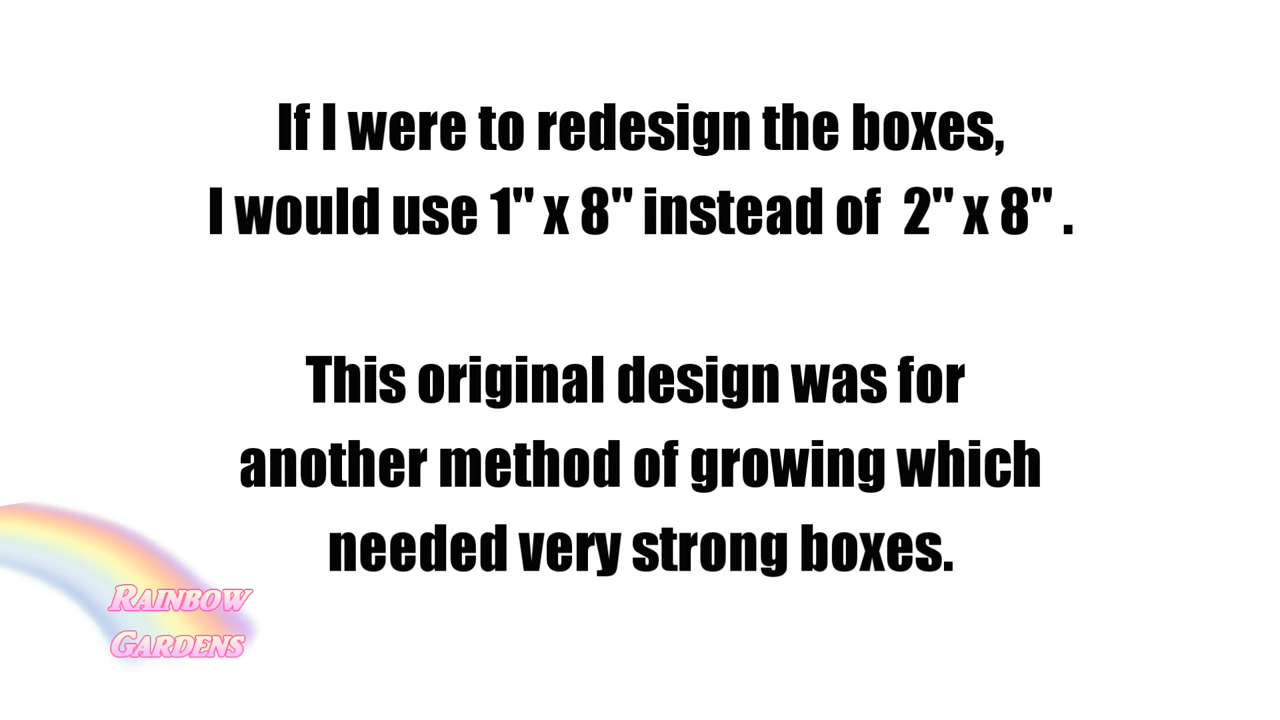 If I were to redesign the boxes,
I would use 1" x 8" instead of  2" x 8" .
This original design was for
another method of growing which
needed very strong boxes.
Rainbow
Gardens